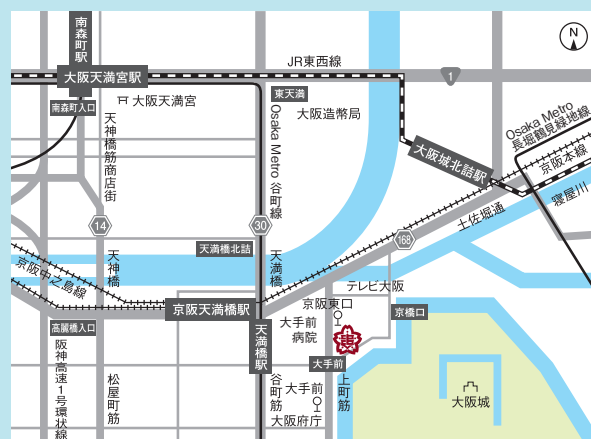 南森町駅
N
JR東西線
大阪天満宮駅
1
南森町入口
大阪天満宮
東天満
大阪造幣局
天神橋筋商店街
Osaka Metro 谷町線
大阪城北詰駅
Osaka Metro
長堀鶴見緑地線
京阪本線
寝屋川
14
30
168
土佐堀通
天満橋北詰
天神橋
天満橋
京阪中之島線
テレビ大阪
京阪天満橋駅
京阪東口
京橋口
高麗橋入口
天満橋駅
大手前
病院
大手前
阪神高速1号環状線
松屋町筋
谷町筋
大手前
大阪府庁
上町筋
大阪城